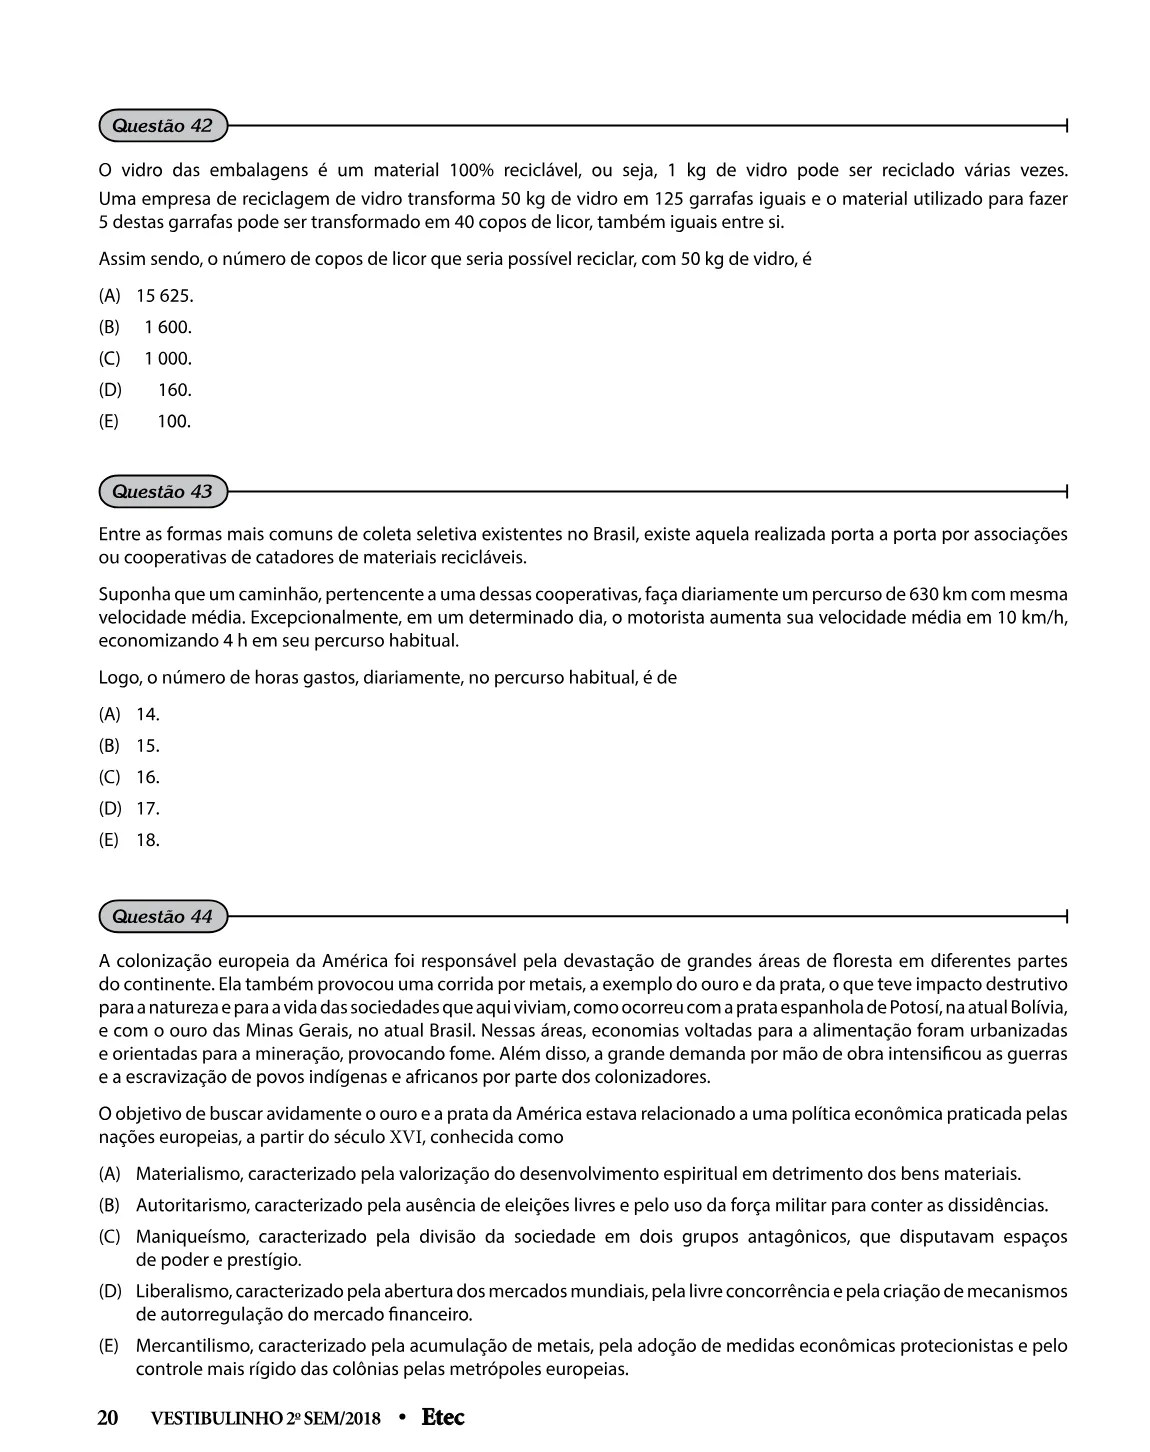 Questão 42
O vidro das embalagens é um material 100% reciclável, ou seja, 1 kg de vidro pode ser reciclado várias vezes.
Uma empresa de reciclagem de vidro transforma 50 kg de vidro em 125 garrafas iguais e o material utilizado para fazer
5 destas garrafas pode ser transformado em 40 copos de licor, também iguais entre si.
Assim sendo, o número de copos de licor que seria possível reciclar, com 50 kg de vidro, é
(A) 15 625.
(B) 1 600.
(C) 1 000.
(D) 160.
(E) 100.
Questão 43
Entre as formas mais comuns de coleta seletiva existentes no Brasil, existe aquela realizada porta a porta por associações
ou cooperativas de catadores de materiais recicláveis.
Suponha que um caminhão, pertencente a uma dessas cooperativas, faça diariamente um percurso de 630 km com mesma
velocidade média. Excepcionalmente, em um determinado dia, o motorista aumenta sua velocidade média em 10 km/h,
economizando 4 h em seu percurso habitual.
Logo, o número de horas gastos, diariamente, no percurso habitual, é de
(A) 14.
(B) 15.
(C) 16.
(D) 17.
(E) 18.
Questão 44
A colonização europeia da América foi responsável pela devastação de grandes áreas de floresta em diferentes partes
do continente. Ela também provocou uma corrida por metais, a exemplo do ouro e da prata, o que teve impacto destrutivo
para a natureza e para a vida das sociedades que aqui viviam, como ocorreu com a prata espanhola de Potosí, na atual Bolívia,
e com o ouro das Minas Gerais, no atual Brasil. Nessas áreas, economias voltadas para a alimentação foram urbanizadas
e orientadas para a mineração, provocando fome. Além disso, a grande demanda por mão de obra intensificou as guerras
e a escravização de povos indígenas e africanos por parte dos colonizadores.
O objetivo de buscar avidamente o ouro e a prata da América estava relacionado a uma política econômica praticada pelas
nações europeias, a partir do século XVI, conhecida como
(A) Materialismo, caracterizado pela valorização do desenvolvimento espiritual em detrimento dos bens materiais.
(B) Autoritarismo, caracterizado pela ausência de eleições livres e pelo uso da força militar para conter as dissidências.
(C) Maniqueísmo, caracterizado pela divisão da sociedade em dois grupos antagônicos, que disputavam espaços
de poder e prestígio.
(D) Liberalismo, caracterizado pela abertura dos mercados mundiais, pela livre concorrência e pela criação de mecanismos
de autorregulação do mercado financeiro.
(E) Mercantilismo, caracterizado pela acumulação de metais, pela adoção de medidas econômicas protecionistas e pelo
controle mais rígido das colônias pelas metrópoles europeias.
20 VESTIBULINHO 2º SEM/2018 • Etec